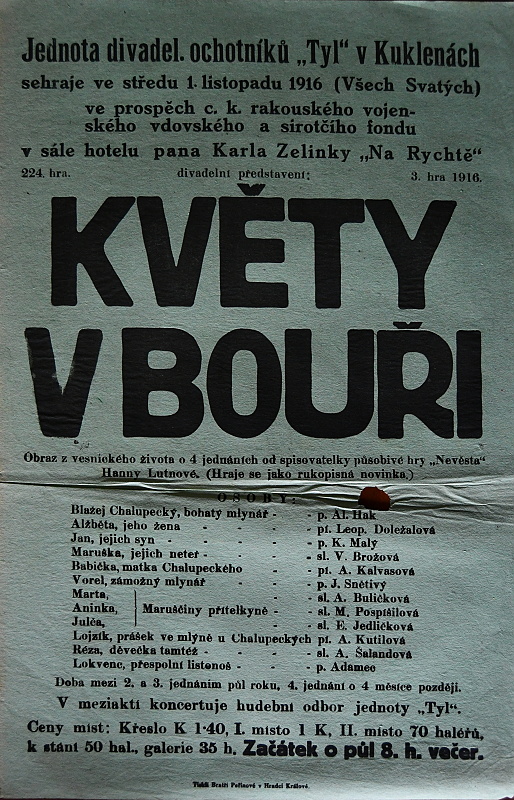 Jednota divadel. ochotníků „Tyl“ v Kuklenách
sehraje ve středu 1. listopadu 1916 (Všech Svatých)
ve prospěch c. k. rakouského vojen-
ského vdovského a sirotčího fondu
v sále hotelu pana Karla Zelinky „Na Rychtě“
224. hra. divadelní představení: 3. hra 1916.
KVĚTY
V BOUŘI
Obraz z vesnického života o 4 jednáních od spisovatelky působivé hry „Nevěsta“
Hanny Lutnové. (Hraje se jako rukopisná novinka.)
OSOBY:
Blažej Chalupecký, bohatý mlynář - - p. Al. Hak
Alžběta, jeho žena - - - - - pí. Leop. Doležalová
Jan, jejich syn - - - - - p. K. Malý
Maruška, jejich neteř - - - - sl. V. Brožová
Babička, matka Chalupeckého - - pí. A. Kalvasová
Vorel, zámožný mlynář - - - - p. J. Snětivý
Marta, - sl. A. Buličková
Aninka, Maruščiny přítelkyně - - sl. M. Pospíšilová
Julča, - sl. E. Jedličková
Lojzík, prášek ve mlýně u Chalupeckých pí. A. Kutilová
Réza, děvečka tamtéž - - - - sl. A. Šalandová
Lokvenc, přespolní listonoš - - - p. Adamec
Doba mezi 2. a 3. jednáním půl roku, 4. jednání o 4 měsíce později.
V meziaktí koncertuje hudební odbor jednoty „Tyl“.
Ceny míst: Křeslo K 1·40, I. místo 1 K, II. místo 70 haléřů,
k stání 50 hal., galerie 35 h. Začátek o půl 8. h. večer.
Tiskli Bratři Peřinové v Hradci Králové.